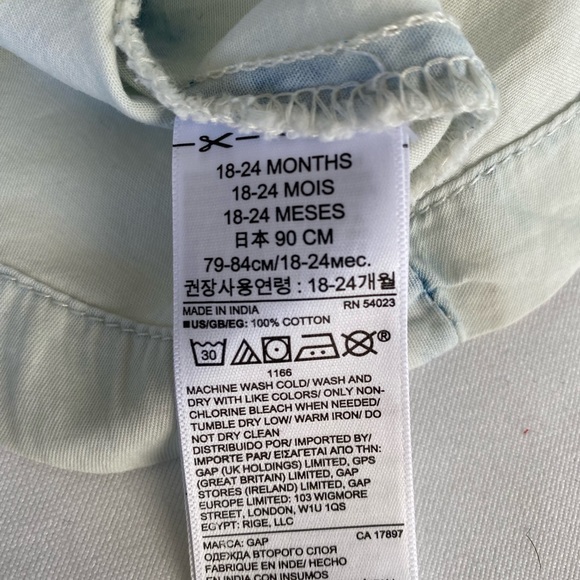 18-24 MONTHS
18-24 MOIS
18-24 MESES
日本 90 CM
79-84см/18-24мес.
권장사용연령 : 18-24개월
MADE IN INDIA RN 54023
■US/GB/EG: 100% COTTON
30 ®
1166
MACHINE WASH COLD/ WASH AND
DRY WITH LIKE COLORS/ ONLY NON-
CHLORINE BLEACH WHEN NEEDED/
TUMBLE DRY LOW/ WARM IRON/ DO
NOT DRY CLEAN
DISTRIBUIDO POR/ IMPORTED BY/
IMPORTE PAR/ ΕΙΣΑΓΕΤΑΙ ΑΠΟ ΤΗΝ:
GAP (UK HOLDINGS) LIMITED, GPS
(GREAT BRITAIN) LIMITED, GAP
STORES (IRELAND) LIMITED, GAP
EUROPE LIMITED: 103 WIGMORE
STREET, LONDON, W1U 1QS
EGYPT: RIGE, LLC
MARCA: GAP CA 17897
ОДЕЖДА ВТОРОГО СЛОЯ
FABRIQUE EN INDE/ HECHO
EN INDIA